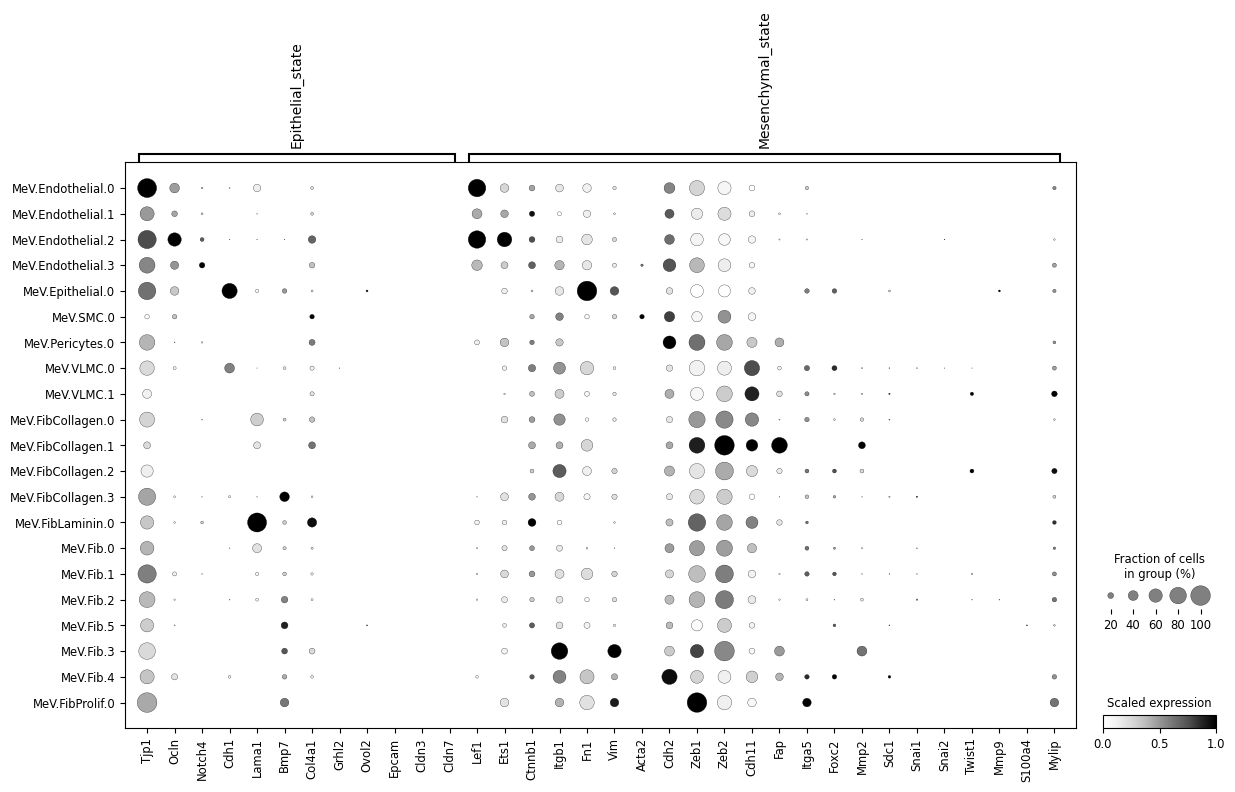 Epithelial_state
Mesenchymal_state
MeV.Endothelial.0
MeV.Endothelial.1
MeV.Endothelial.2
MeV.Endothelial.3
MeV.Epithelial.0
MeV.SMC.0
MeV.Pericytes.0
MeV.VLMC.0
MeV.VLMC.1
MeV.FibCollagen.0
MeV.FibCollagen.1
MeV.FibCollagen.2
MeV.FibCollagen.3
MeV.FibLaminin.0
MeV.Fib.0
MeV.Fib.1
MeV.Fib.2
MeV.Fib.5
MeV.Fib.3
MeV.Fib.4
MeV.FibProlif.0
Tjp1
Ocln
Notch4
Cdh1
Lama1
Bmp7
Col4a1
Grhl2
Ovol2
Epcam
Cldn3
Cldn7
Lef1
Ets1
Ctnnb1
Itgb1
Fn1
Vim
Acta2
Cdh2
Zeb1
Zeb2
Cdh11
Fap
Itga5
Foxc2
Mmp2
Sdc1
Snai1
Snai2
Twist1
Mmp9
S100a4
Mylip
Fraction of cells
in group (%)
20 40 60 80 100
Scaled expression
0.0 0.5 1.0